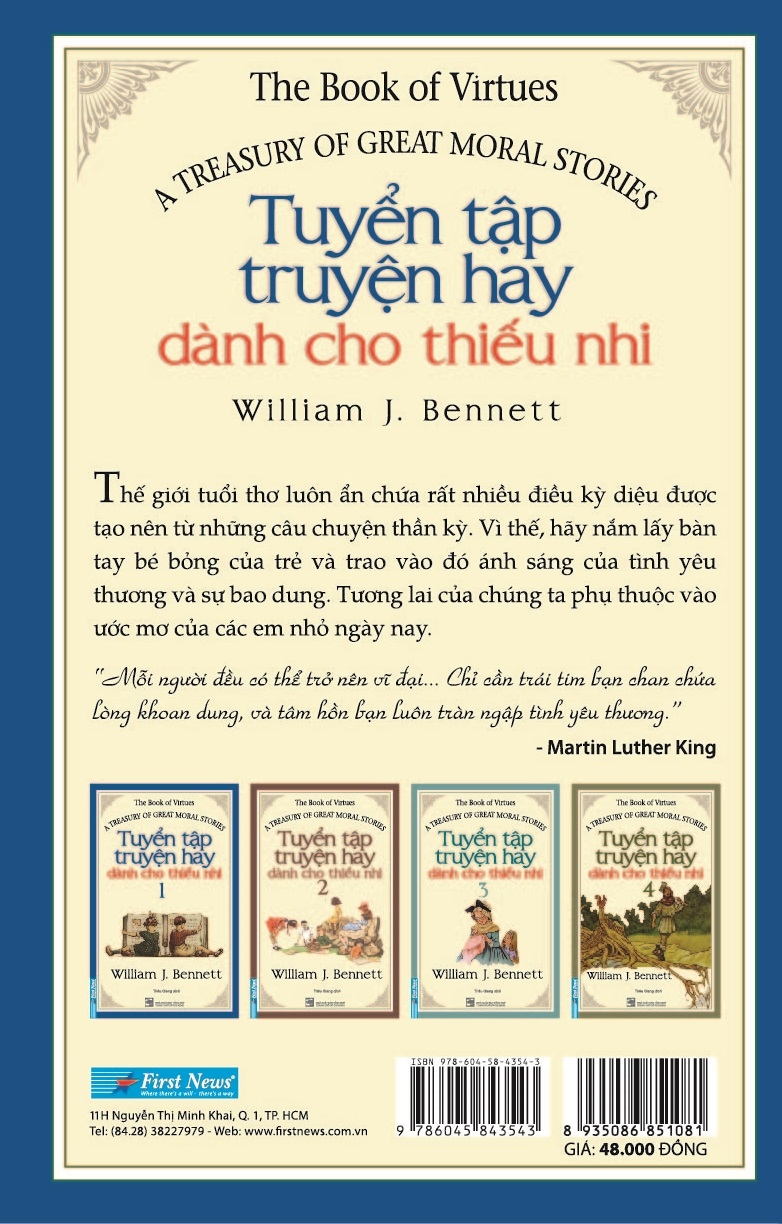 The Book of Virtues
A TREASURY OF GREAT MORAL STORIES
Tuyển tập
truyện hay
dành cho thiếu nhi
William J. Bennett
Thế giới tuổi thơ luôn ẩn chứa rất nhiều điều kỳ diệu được
tạo nên từ những câu chuyện thần kỳ. Vì thế, hãy nắm lấy bàn
tay bé bỏng của trẻ và trao vào đó ánh sáng của tình yêu
thương và sự bao dung. Tương lai của chúng ta phụ thuộc vào
ước mơ của các em nhỏ ngày nay.
"Mỗi người đều có thể trở nên vĩ đại... Chỉ cần trái tim bạn chan chứa
lòng khoan dung, và tâm hồn bạn luôn tràn ngập tình yêu thương."
- Martin Luther King
The Book of Virtues
A TREASURY OF GREAT MORAL STORIES
Tuyển tập
truyện hay
dành cho thiếu nhi
1
William J. Bennett
First News
The Book of Virtues
A TREASURY OF GREAT MORAL STORIES
Tuyển tập
truyện hay
dành cho thiếu nhi
2
William J. Bennett
First News
The Book of Virtues
A TREASURY OF GREAT MORAL STORIES
Tuyển tập
truyện hay
dành cho thiếu nhi
3
William J. Bennett
First News
The Book of Virtues
A TREASURY OF GREAT MORAL STORIES
Tuyển tập
truyện hay
dành cho thiếu nhi
4
William J. Bennett
First News
First News®
Where there's a will - there's a way
11H Nguyễn Thị Minh Khai, Q. 1, TP. HCM
Tel: (84.28) 38227979 - Web: www.firstnews.com.vn
ISBN 978-604-58-4354-3
9 786045 843543
8 935086 851081
GIÁ: 48.000 ĐỒNG